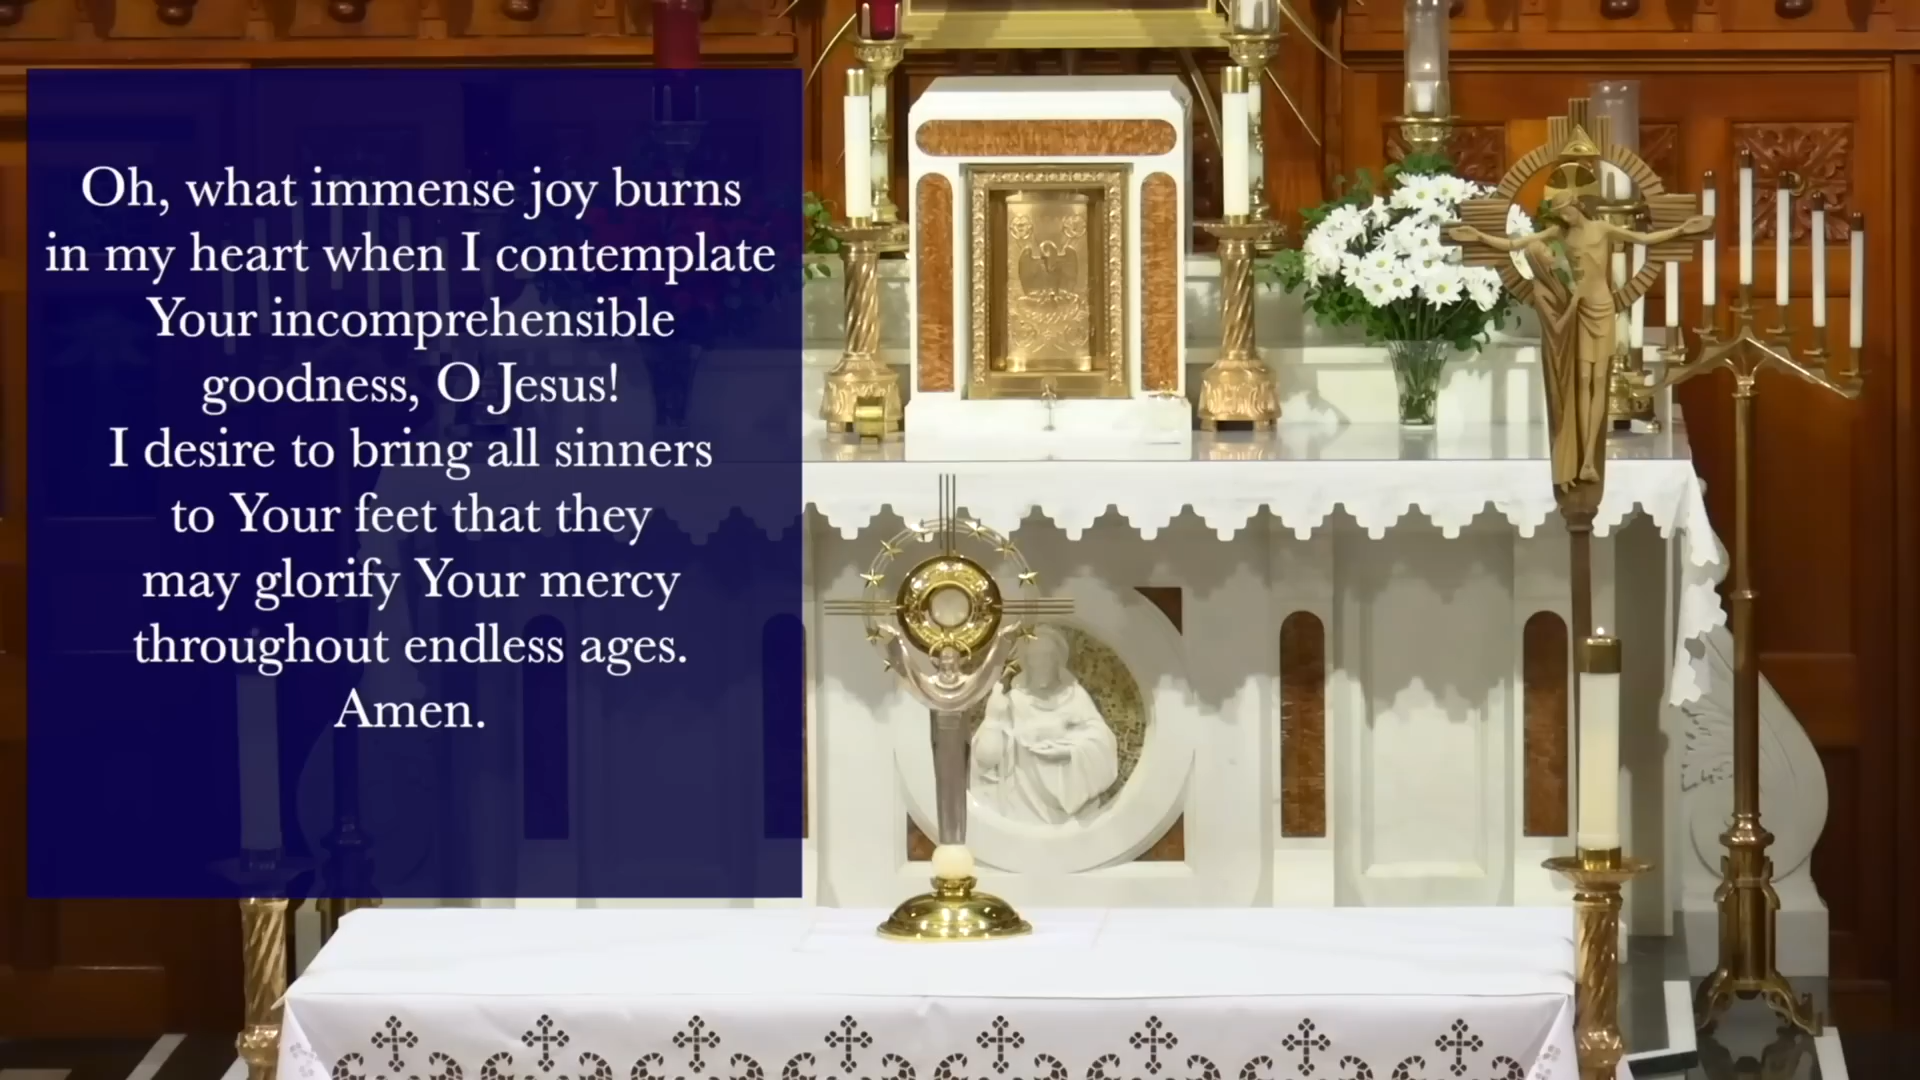 Oh, what immense joy burns
in my heart when I contemplate
Your incomprehensible
goodness, O Jesus!
I desire to bring all sinners
to Your feet that they
may glorify Your mercy
throughout endless ages.
Amen.